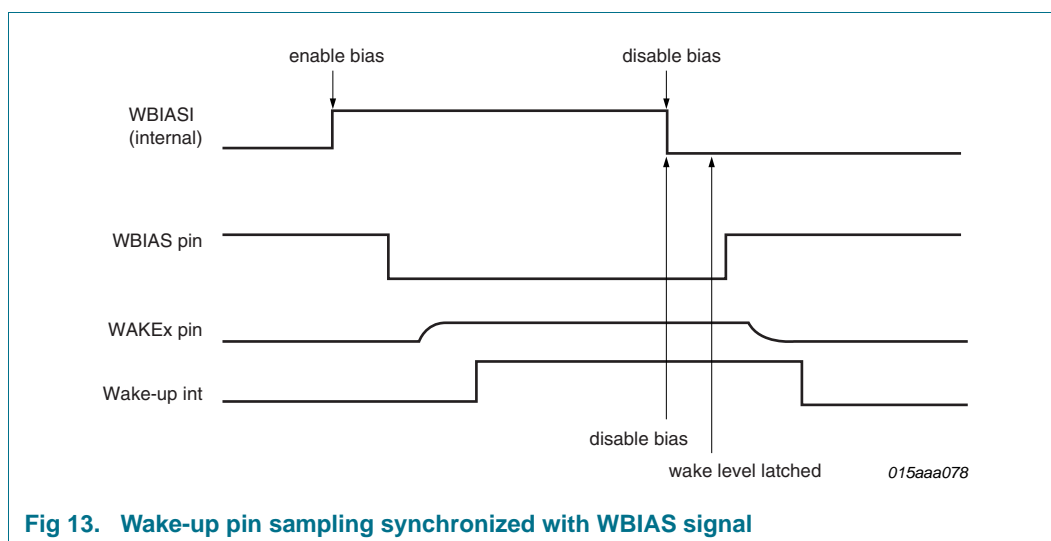 enable bias
disable bias
WBIASI
(internal)
WBIAS pin
WAKEx pin
Wake-up int
disable bias
wake level latched
015aaa078
Fig 13. Wake-up pin sampling synchronized with WBIAS signal